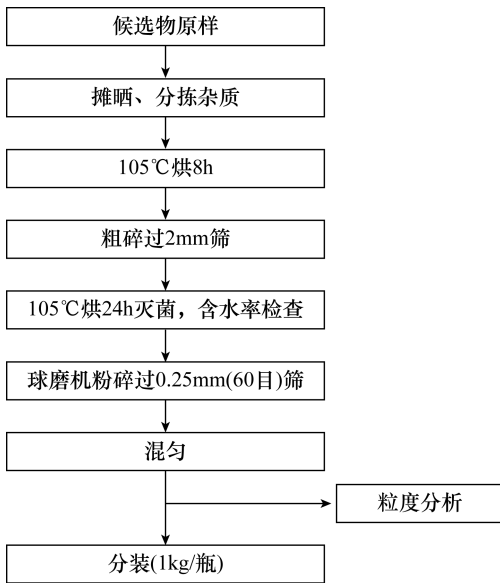 候选物原样
摊晒、分拣杂质
105℃烘8h
粗碎过2mm筛
105℃烘24h灭菌，含水率检查
球磨机粉碎过0.25mm(60目)筛
混匀
粒度分析
分装(1kg/瓶)